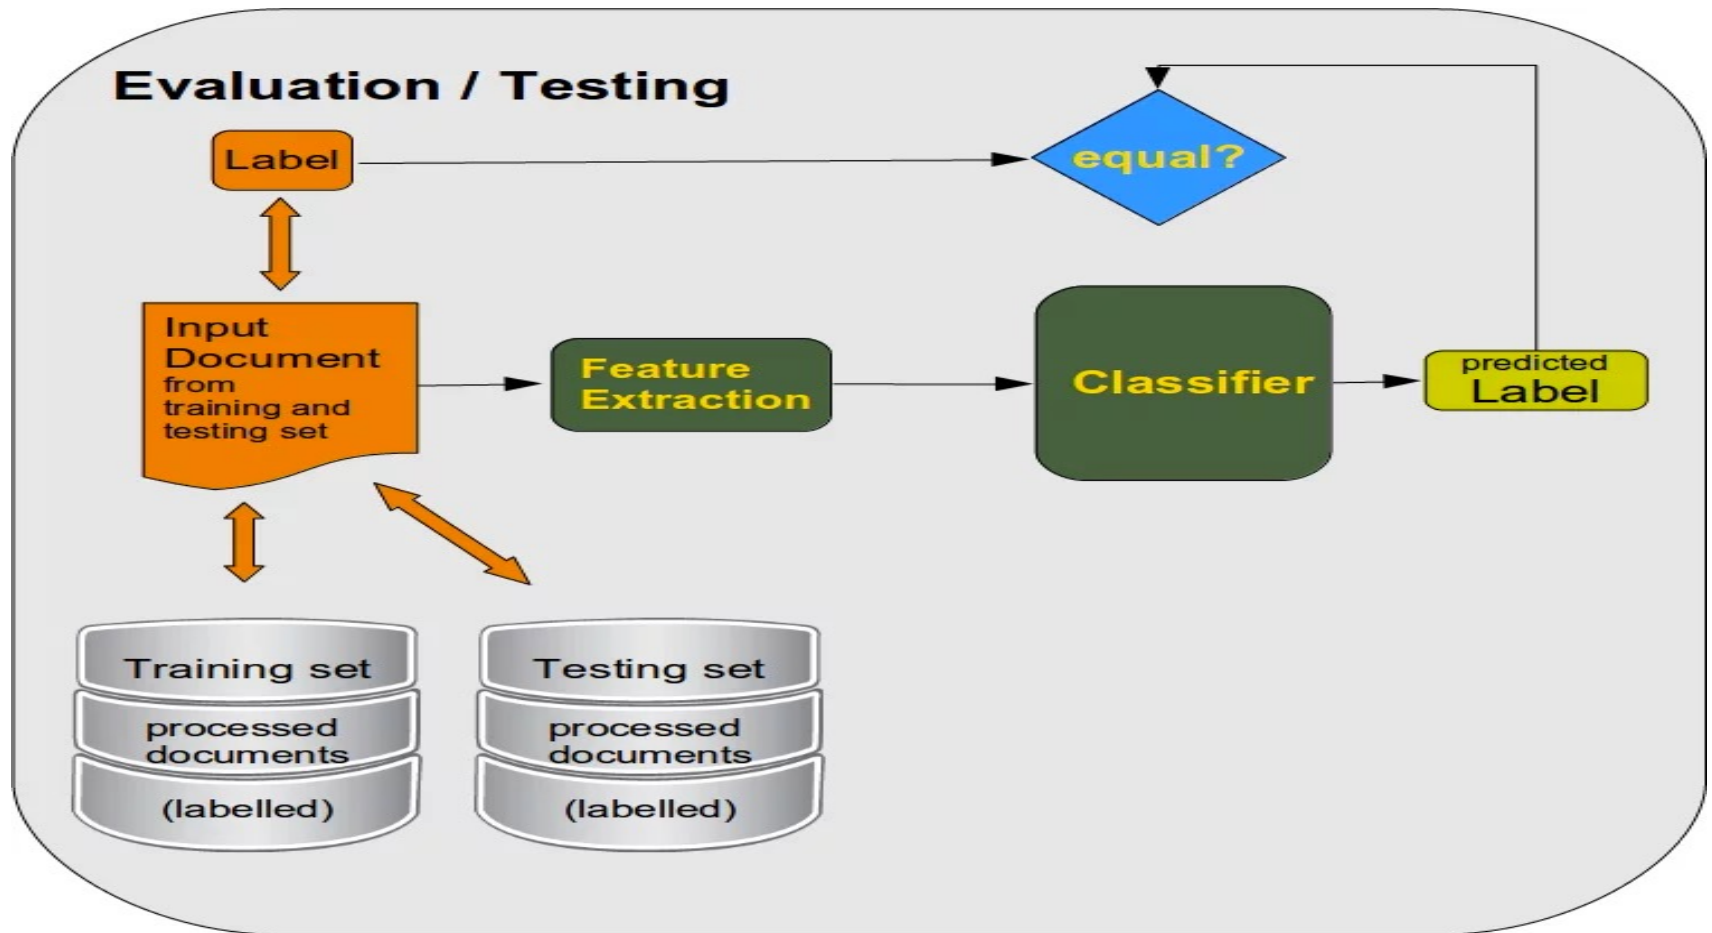 Evaluation / Testing
Label
equal?
Input
Document
from
training and
testing set
Feature
Extraction
Classifier
predicted
Label
Training set
processed
documents
(labelled)
Testing set
processed
documents
(labelled)